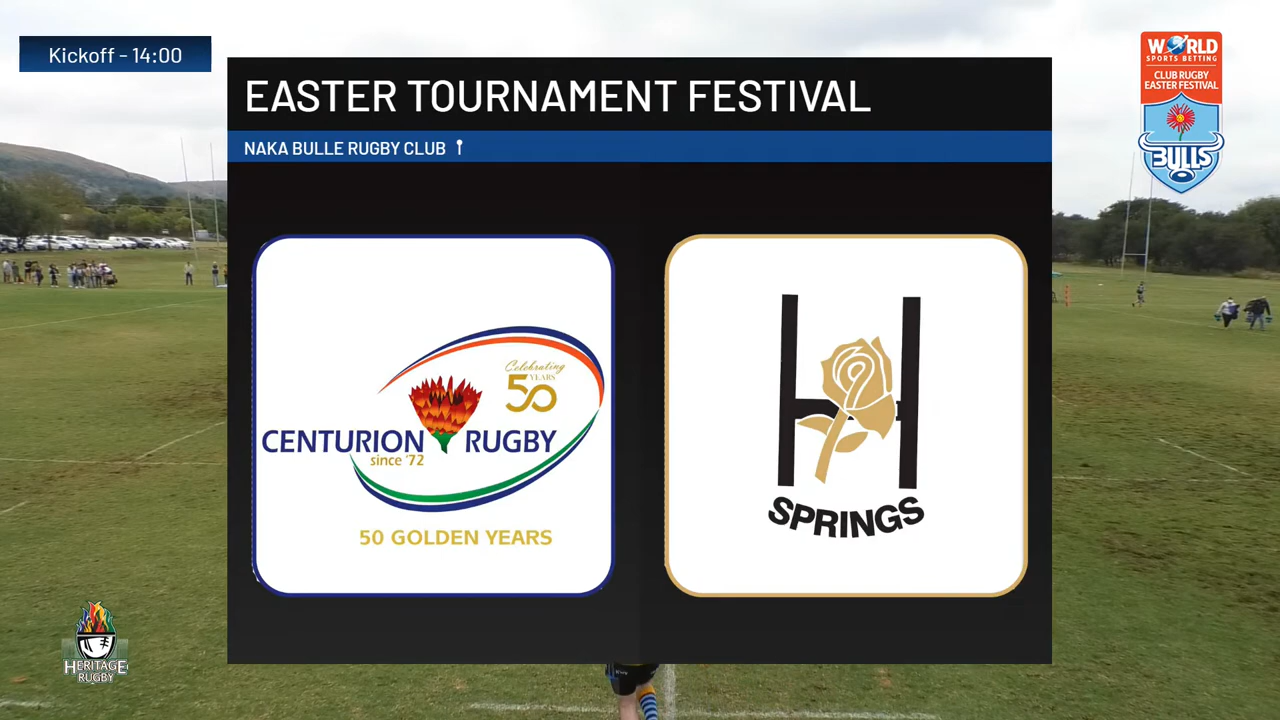 Kickoff - 14:00
EASTER TOURNAMENT FESTIVAL
NAKA BULLE RUGBY CLUB
WORLD
SPORTS BETTING
CLUB RUGBY
EASTER FESTIVAL
BULLS
Celebrating
50 YEARS
CENTURION RUGBY
since '72
50 GOLDEN YEARS
SPRINGS
HERITAGE
RUGBY